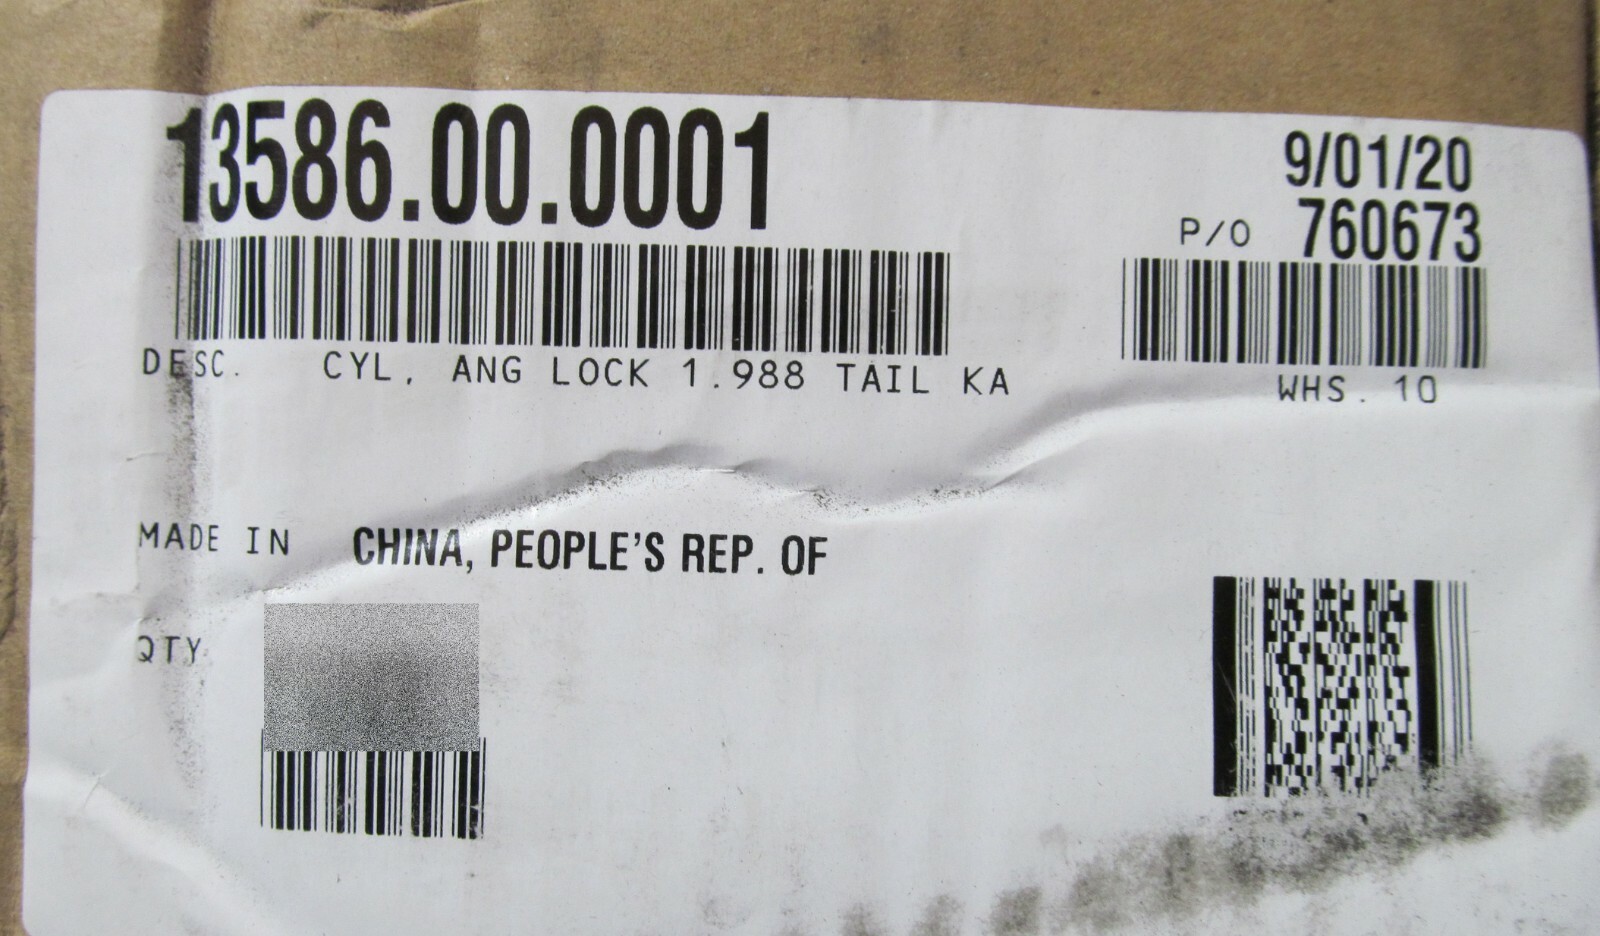 13586.00.0001
9/01/20
P/O 760673
DESC. CYL, ANG LOCK 1.988 TAIL KA
WHS. 10
MADE IN CHINA, PEOPLE'S REP. OF
QTY